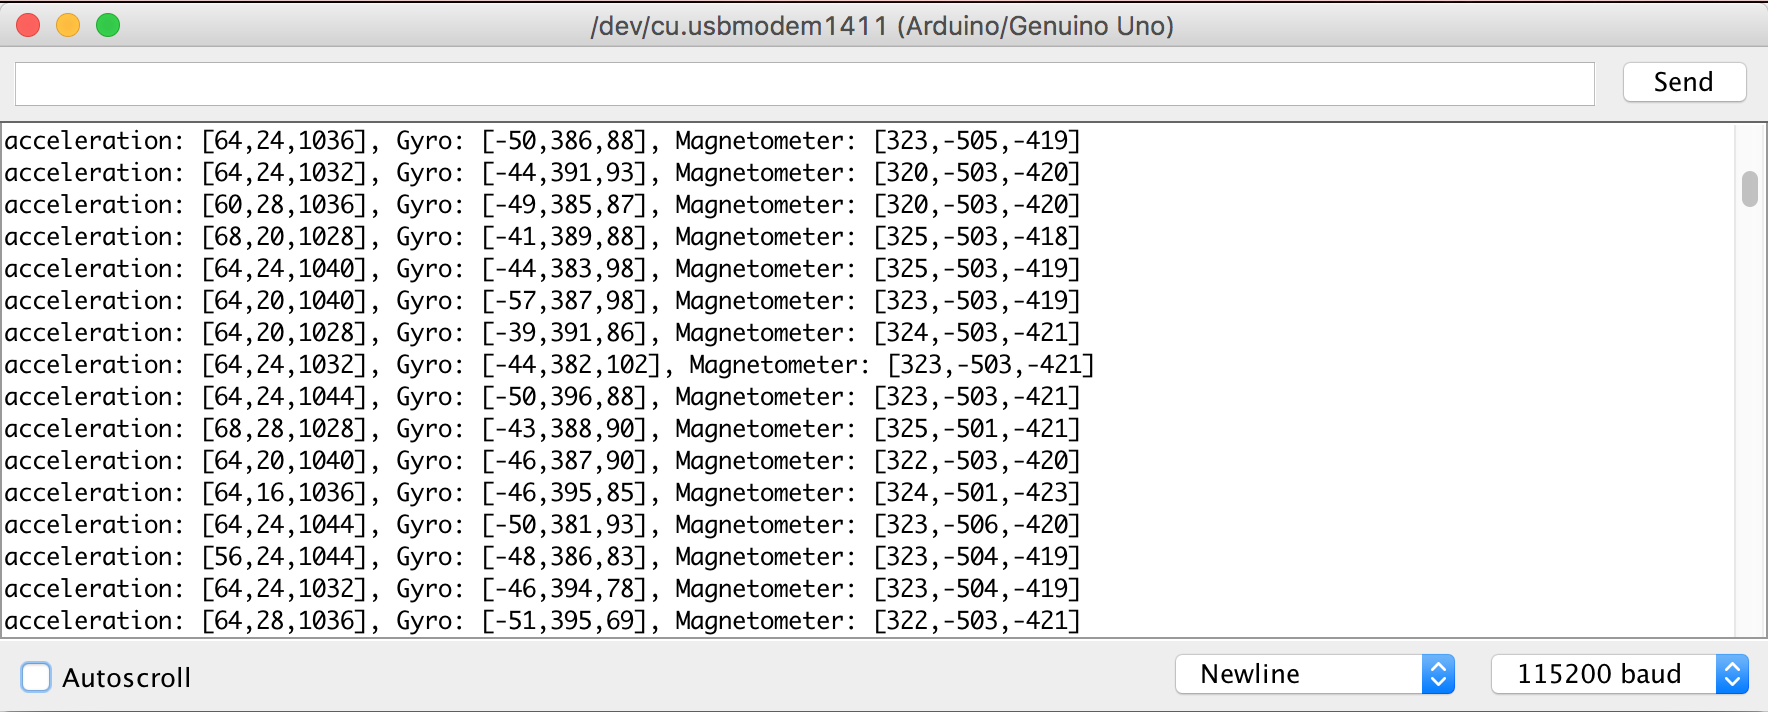 /dev/cu.usbmodem1411 (Arduino/Genuino Uno)
Send
acceleration: [64,24,1036], Gyro: [-50,386,88], Magnetometer: [323,-505,-419]
acceleration: [64,24,1032], Gyro: [-44,391,93], Magnetometer: [320,-503,-420]
acceleration: [60,28,1036], Gyro: [-49,385,87], Magnetometer: [320,-503,-420]
acceleration: [68,20,1028], Gyro: [-41,389,88], Magnetometer: [325,-503,-418]
acceleration: [64,24,1040], Gyro: [-44,383,98], Magnetometer: [325,-503,-419]
acceleration: [64,20,1040], Gyro: [-57,387,98], Magnetometer: [323,-503,-419]
acceleration: [64,20,1028], Gyro: [-39,391,86], Magnetometer: [324,-503,-421]
acceleration: [64,24,1032], Gyro: [-44,382,102], Magnetometer: [323,-503,-421]
acceleration: [64,24,1044], Gyro: [-50,396,88], Magnetometer: [323,-503,-421]
acceleration: [68,28,1028], Gyro: [-43,388,90], Magnetometer: [325,-501,-421]
acceleration: [64,20,1040], Gyro: [-46,387,90], Magnetometer: [322,-503,-420]
acceleration: [64,16,1036], Gyro: [-46,395,85], Magnetometer: [324,-501,-423]
acceleration: [64,24,1044], Gyro: [-50,381,93], Magnetometer: [323,-506,-420]
acceleration: [56,24,1044], Gyro: [-48,386,83], Magnetometer: [323,-504,-419]
acceleration: [64,24,1032], Gyro: [-46,394,78], Magnetometer: [323,-504,-419]
acceleration: [64,28,1036], Gyro: [-51,395,69], Magnetometer: [322,-503,-421]
Autoscroll
Newline
115200 baud